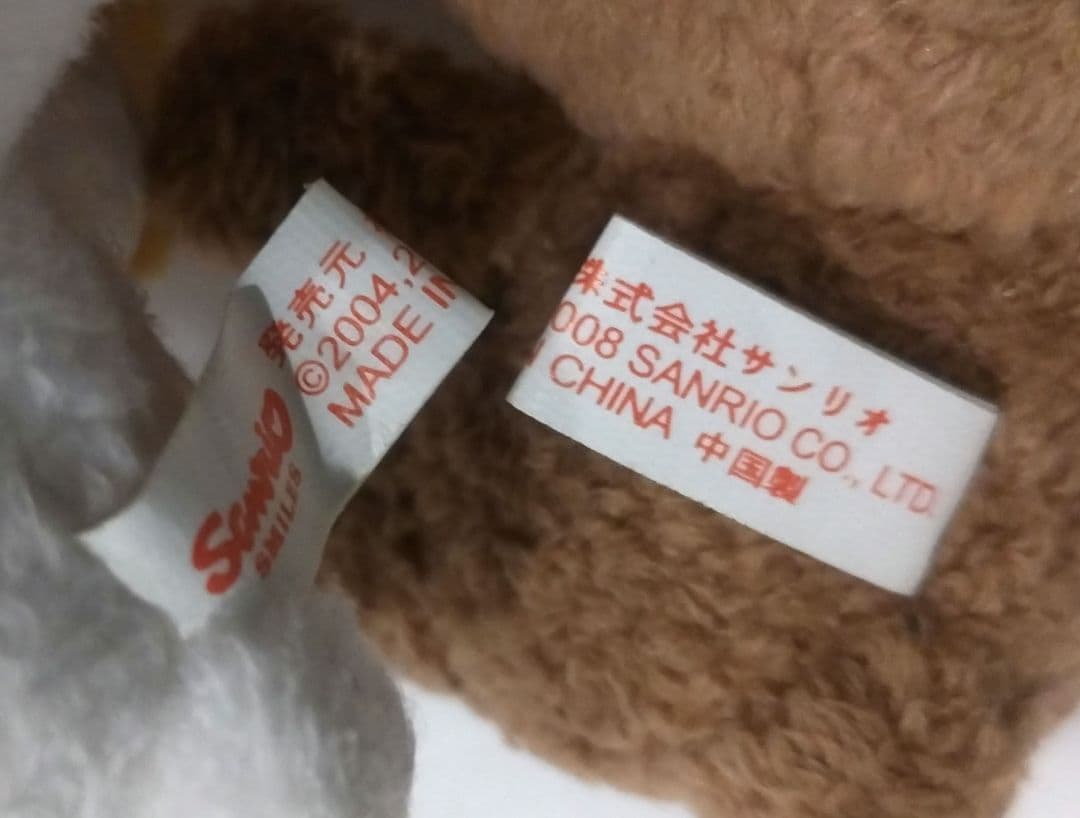 Sanrio
SMILES
発売元
©2004, 2
MADE IN
株式会社サンリオ
008 SANRIO CO., LTD.
CHINA 中国製